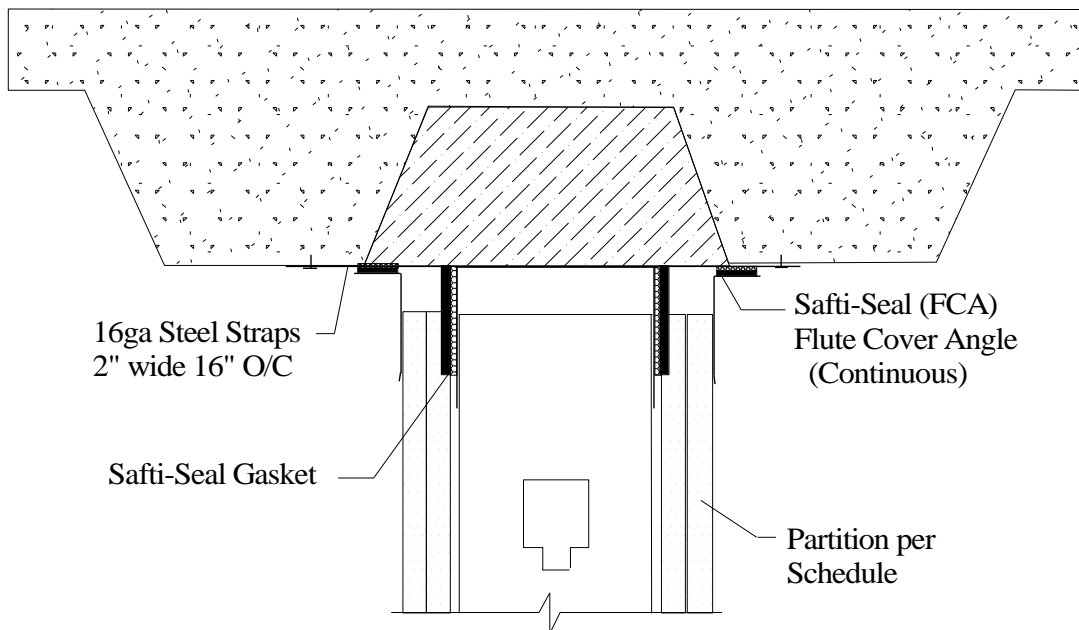 16ga Steel Straps
2" wide 16" O/C
Safti-Seal (FCA)
Flute Cover Angle
(Continuous)
Safti-Seal Gasket
Partition per
Schedule